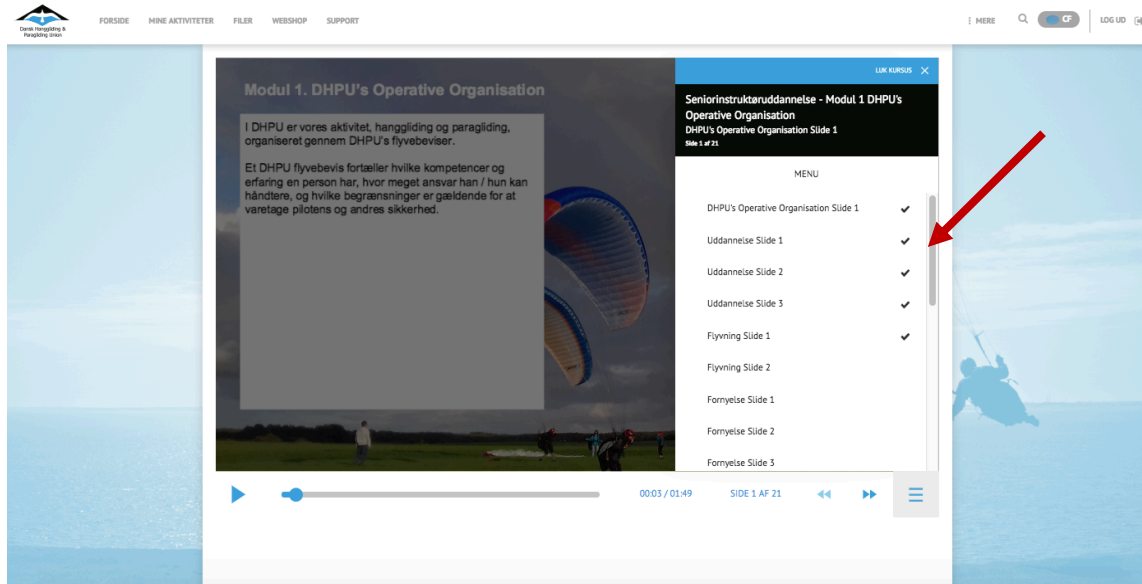 Dansk Hanggliding &
Paragliding Union
FORSIDE MINE AKTIVITETER FILER WEBSHOP SUPPORT
MERE CF LOG UD
LUK KURSUS
Modul 1. DHPU's Operative Organisation
I DHPU er vores aktivitet, hanggliding og paragliding,
organiseret gennem DHPU's flyvebeviser.
Et DHPU flyvebevis fortæller hvilke kompetencer og
erfaring en person har, hvor meget ansvar han / hun kan
håndtere, og hvilke begrænsninger er gældende for at
varetage pilotens og andres sikkerhed.
Seniorinstruktøruddannelse - Modul 1 DHPU's
Operative Organisation
DHPU's Operative Organisation Slide 1
Side 1 af 21
MENU
DHPU's Operative Organisation Slide 1
Uddannelse Slide 1
Uddannelse Slide 2
Uddannelse Slide 3
Flyvning Slide 1
Flyvning Slide 2
Fornyelse Slide 1
Fornyelse Slide 2
Fornyelse Slide 3
00:03 / 01:49 SIDE 1 AF 21